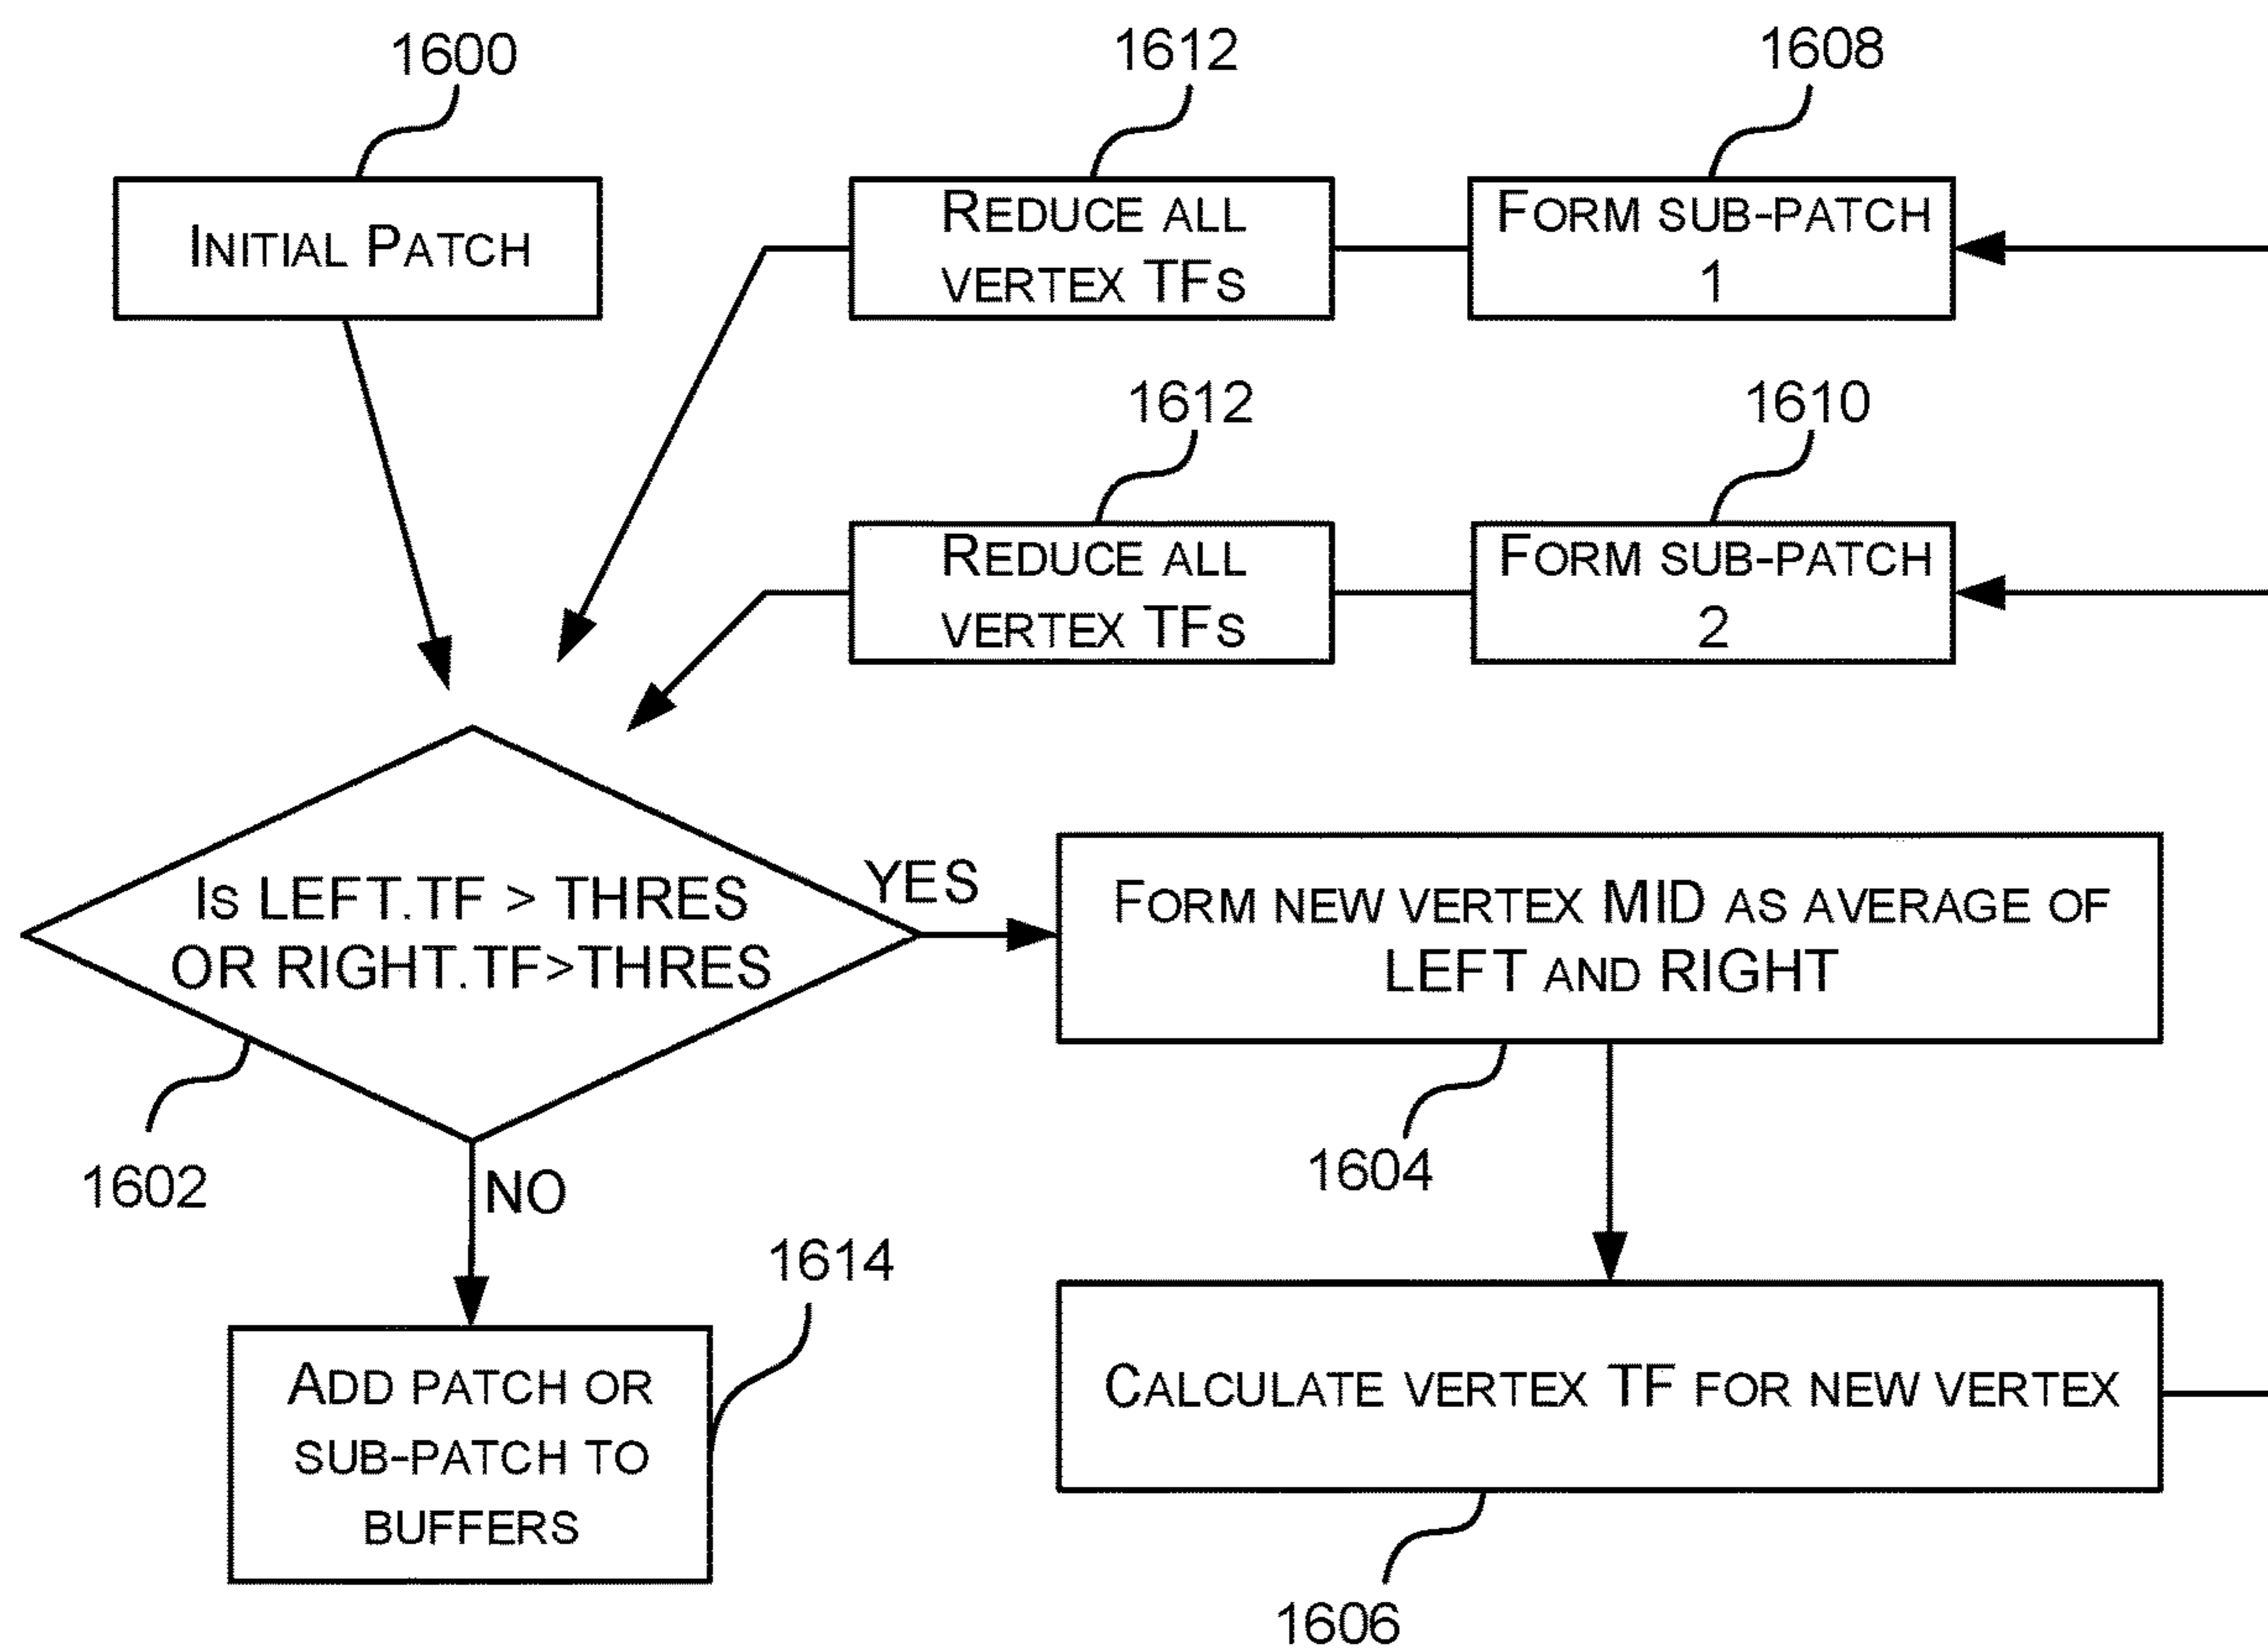 1600
1612
1608
INITIAL PATCH
REDUCE ALL
VERTEX TFS
FORM SUB-PATCH
1
1612
1610
REDUCE ALL
VERTEX TFS
FORM SUB-PATCH
2
IS LEFT.TF > THRES
OR RIGHT.TF>THRES
YES
FORM NEW VERTEX MID AS AVERAGE OF
LEFT AND RIGHT
1602
NO
1604
1614
ADD PATCH OR
SUB-PATCH TO
BUFFERS
CALCULATE VERTEX TF FOR NEW VERTEX
1606